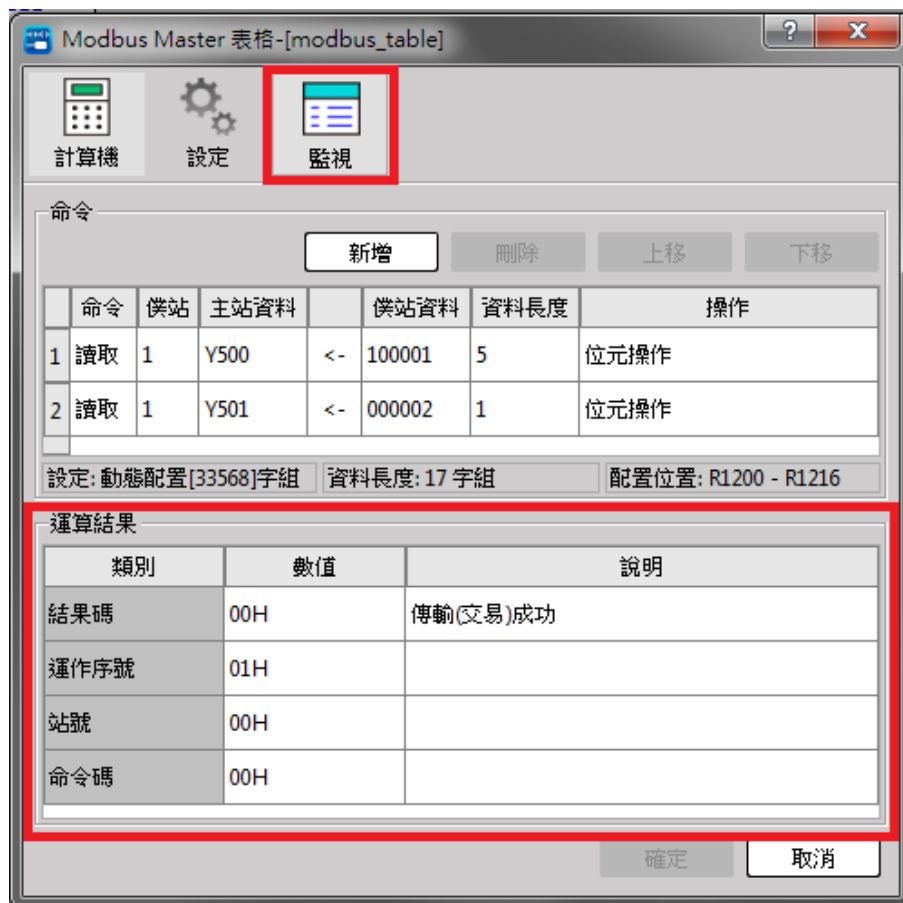 Modbus Master 表格-[modbus_table]
? x
計算機 設定 監視
命令
新增 刪除 上移 下移
命令 僕站 主站資料 僕站資料 資料長度 操作
1 讀取 1 Y500 <- 100001 5 位元操作
2 讀取 1 Y501 <- 000002 1 位元操作
設定: 動態配置[33568]字組 資料長度: 17 字組 配置位置: R1200 - R1216
運算結果
類別 數值 說明
結果碼 00H 傳輸(交易)成功
運作序號 01H
站號 00H
命令碼 00H
確定 取消